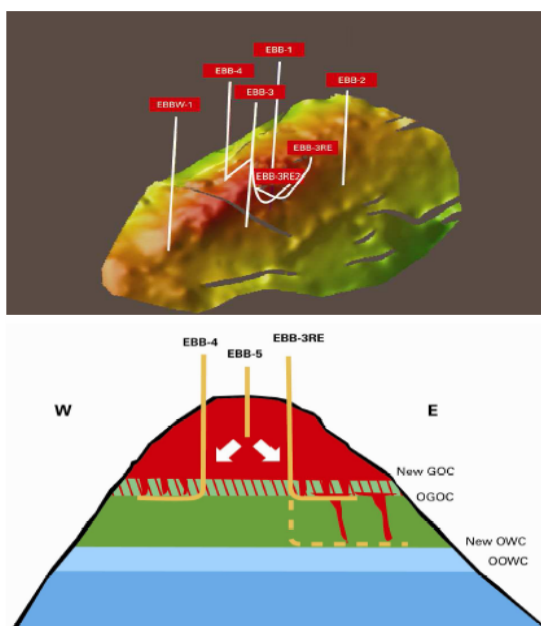 EBB-1
EBB-4
EBB-2
EBB-3
EBBW-1
EBB-3RE
EBB-3RE2
EBB-3RE
EBB-4
EBB-5
W
E
New GOC
OGOC
New OWC
OOWC